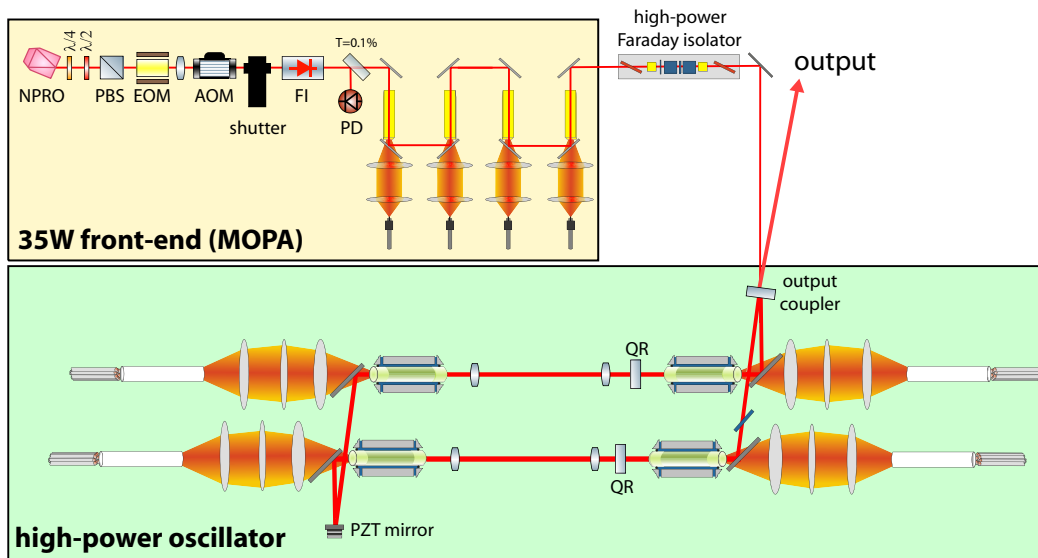 high-power
Faraday isolator
output
λ/4
λ/2
T=0.1%
NPRO
PBS
EOM
AOM
FI
shutter
PD
35W front-end (MOPA)
output
coupler
QR
QR
PZT mirror
high-power oscillator